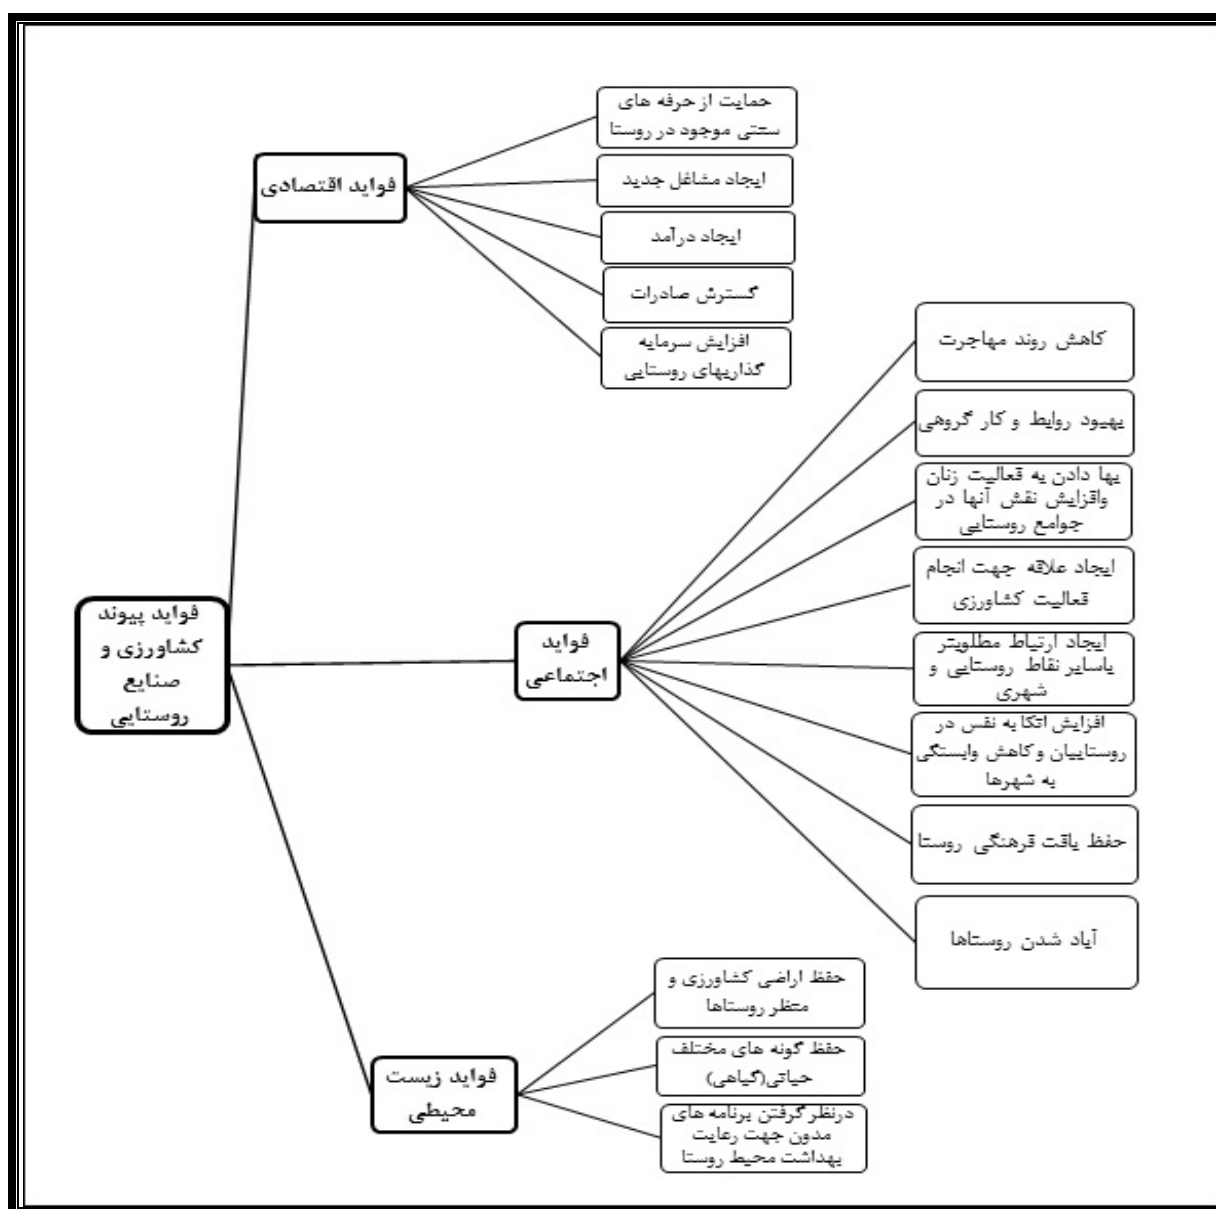 فواید پیوند
کشاورزی و
صنایع
روستایی
فواید اقتصادی
حمایت از حرفه های
سنتی موجود در روستا
ایجاد مشاغل جدید
ایجاد درآمد
گسترش صادرات
افزایش سرمایه
گذاریهای روستایی
فواید
اجتماعی
کاهش روند مهاجرت
بهبود روابط و کار گروهی
بها دادن به فعالیت زنان
وافزایش نقش آنها در
جوامع روستایی
ایجاد علاقه جهت انجام
فعالیت کشاورزی
ایجاد ارتباط مطلوبتر
باسایر نقاط روستایی و
شهری
افزایش اتکا به نفس در
روستاییان و کاهش وابستگی
به شهرها
حفظ بافت فرهنگی روستا
آباد شدن روستاها
فواید زیست
محیطی
حفظ اراضی کشاورزی و
منظر روستاها
حفظ گونه های مختلف
حیاتی(گیاهی)
درنظر گرفتن برنامه های
مدون جهت رعایت
بهداشت محیط روستا